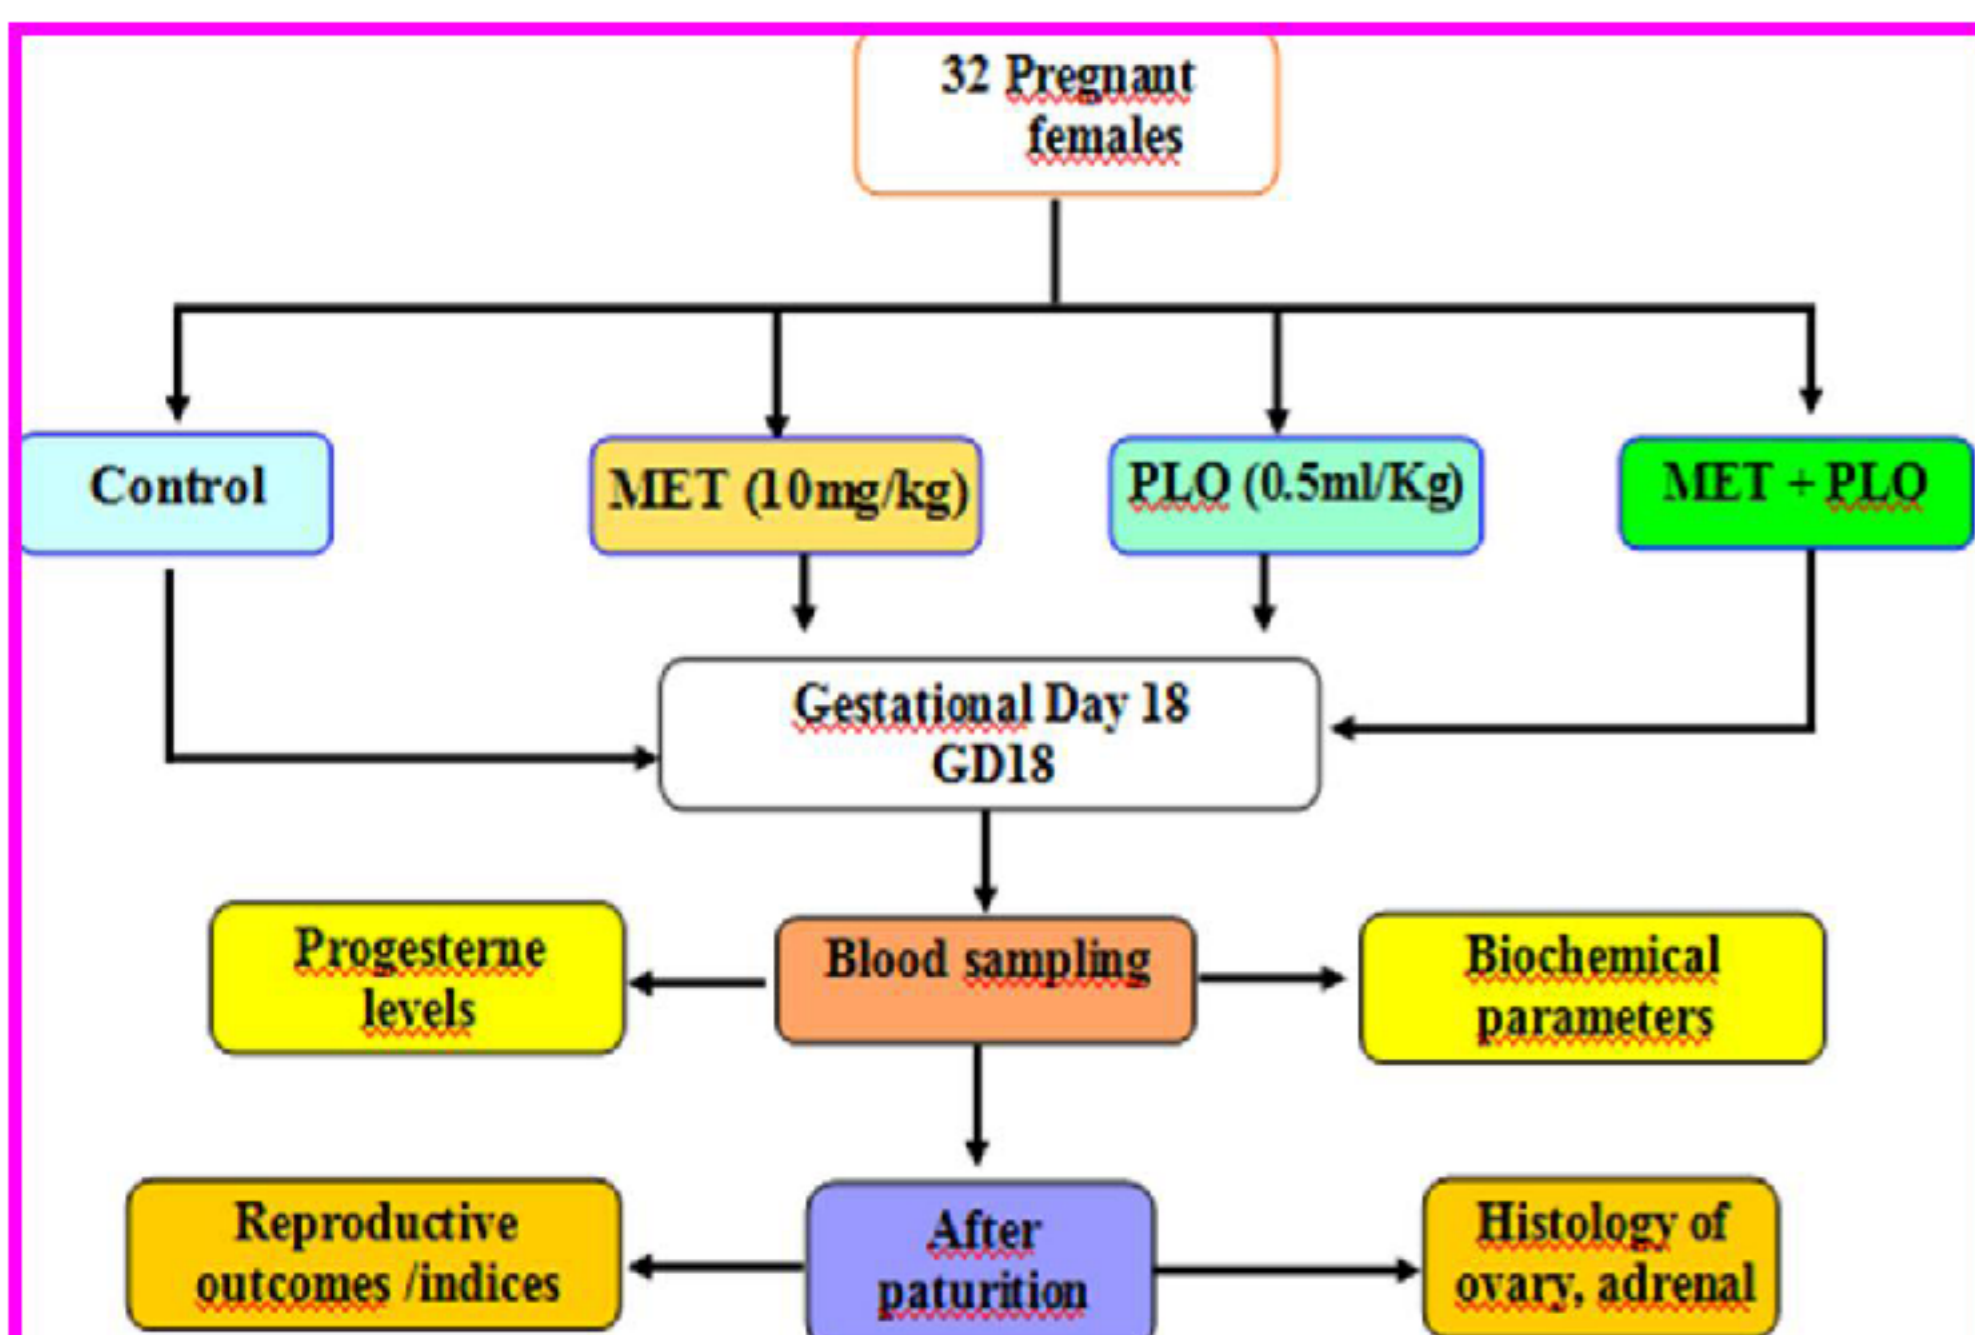 32 Pregnant
females
Control
MET (10mg/kg)
PLO (0.5ml/Kg)
MET + PLO
Gestational Day 18
GD18
Progesterne
levels
Blood sampling
Biochemical
parameters
Reproductive
outcomes /indices
After
paturition
Histology of
ovary, adrenal